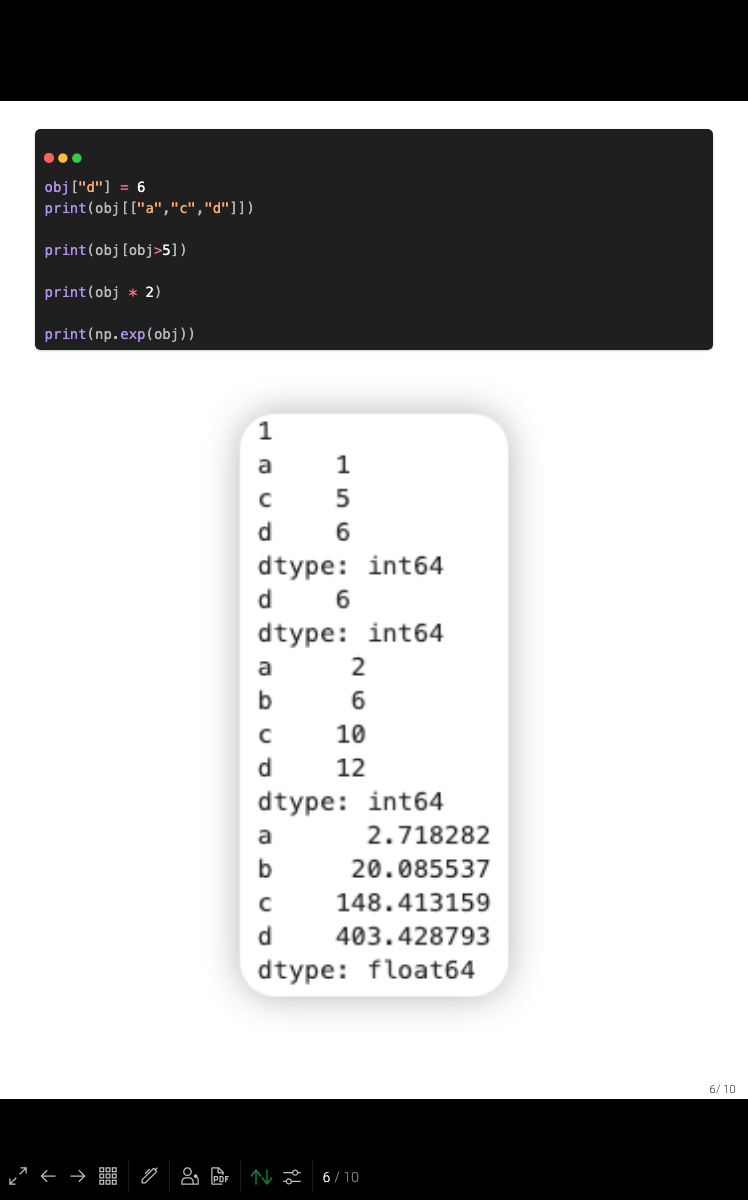 obj["d"] = 6
print(obj[["a","c","d"]])
print(obj[obj>5])
print(obj * 2)
print(np.exp(obj))
1
a 1
c 5
d 6
dtype: int64
d 6
dtype: int64
a 2
b 6
c 10
d 12
dtype: int64
a 2.718282
b 20.085537
c 148.413159
d 403.428793
dtype: float64
6/ 10
PDF
6 / 10